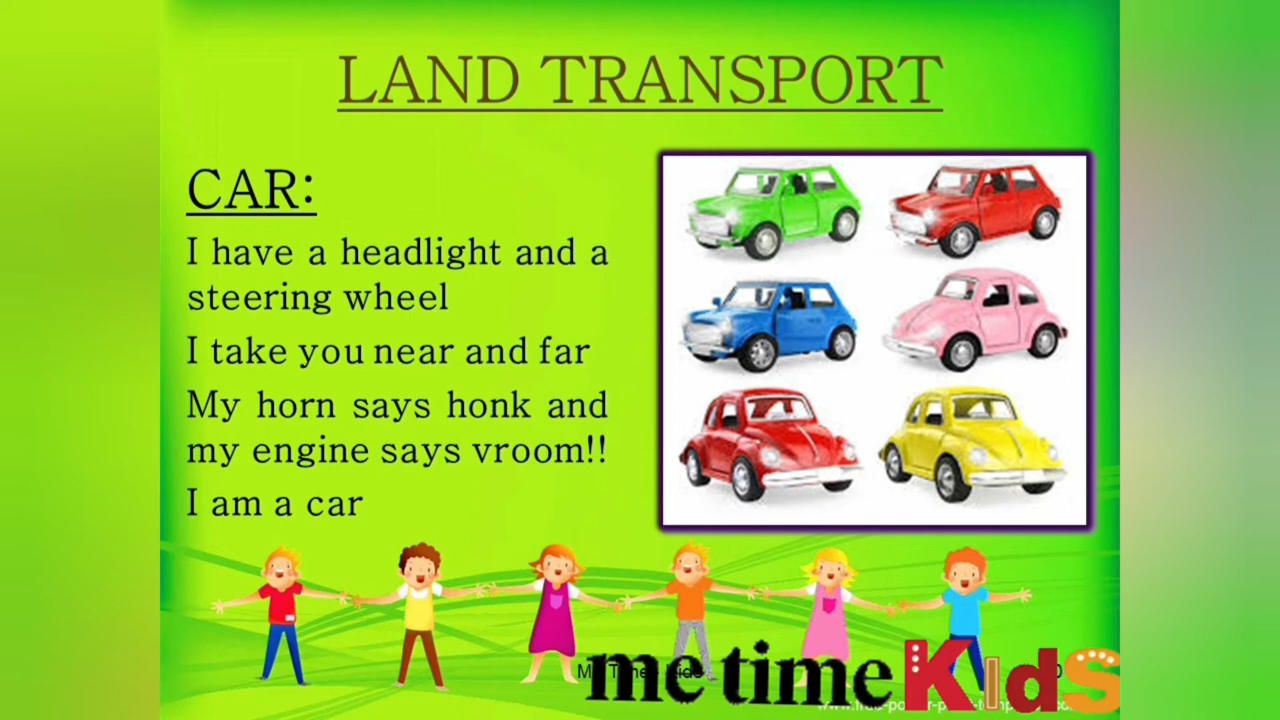 LAND TRANSPORT
CAR:
I have a headlight and a
steering wheel
I take you near and far
My horn says honk and
my engine says vroom!!
I am a car
me time Kids